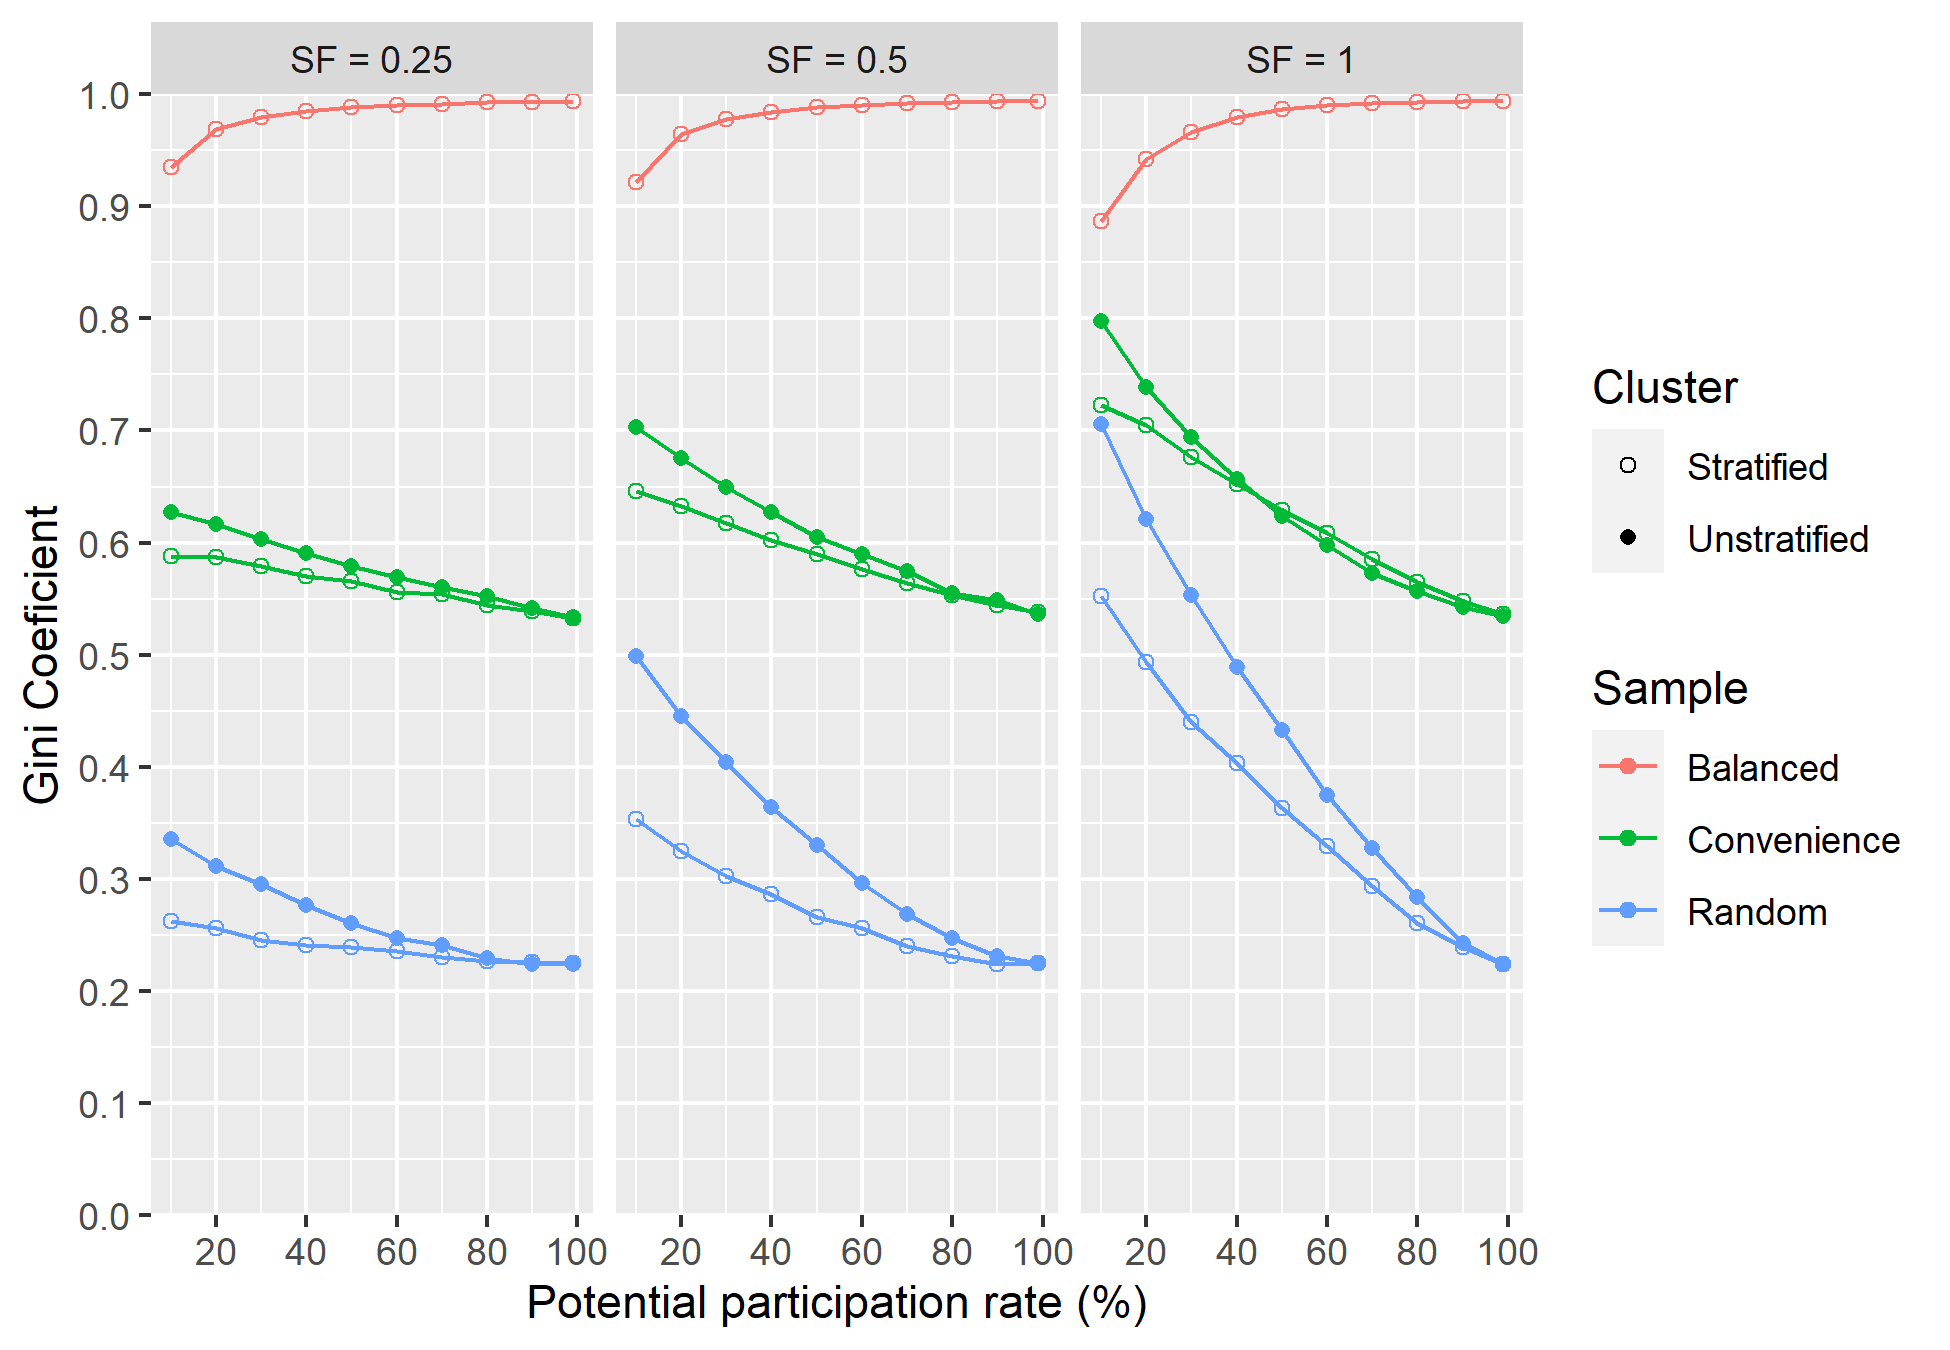 SF = 0.25
SF = 0.5
SF = 1
1.0
0.9
0.8
0.7
0.6
0.5
0.4
0.3
0.2
0.1
0.0
Gini Coeficient
20 40 60 80 100
20 40 60 80 100
20 40 60 80 100
Potential participation rate (%)
Cluster
Stratified
Unstratified
Sample
Balanced
Convenience
Random